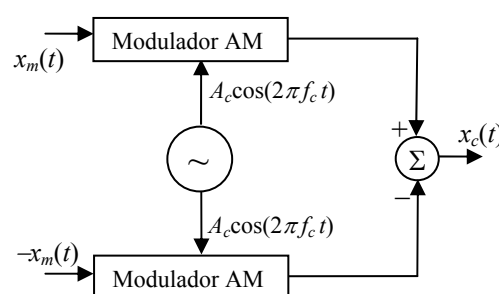 Modulador AM
x_m(t)
A_c cos(2πf_c t)
+
x_c(t)
~
Σ
−
A_c cos(2πf_c t)
−x_m(t)
Modulador AM